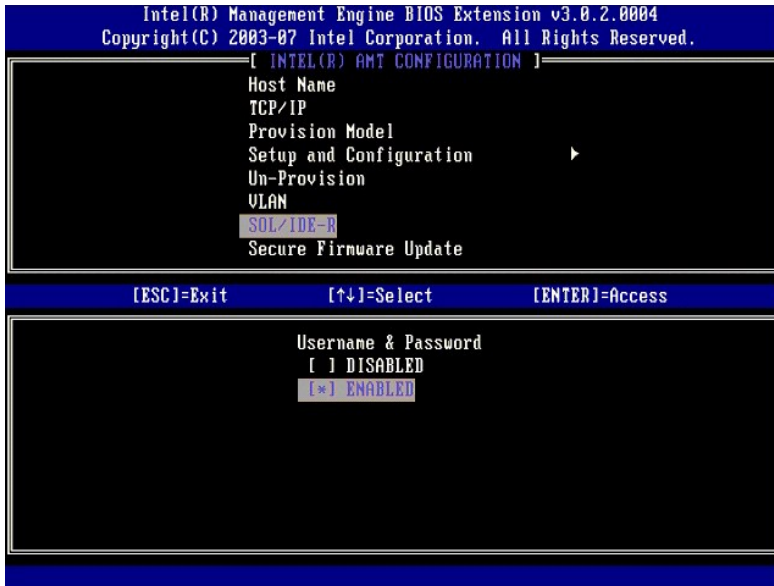 Intel(R) Management Engine BIOS Extension v3.0.2.0004
Copyright(C) 2003-07 Intel Corporation. All Rights Reserved.
[ INTEL(R) AMT CONFIGURATION ]
Host Name
TCP/IP
Provision Model
Setup and Configuration
Un-Provision
VLAN
SOL/IDE-R
Secure Firmware Update
[ESC]=Exit [↑↓]=Select [ENTER]=Access
Username & Password
[ ] DISABLED
[*] ENABLED